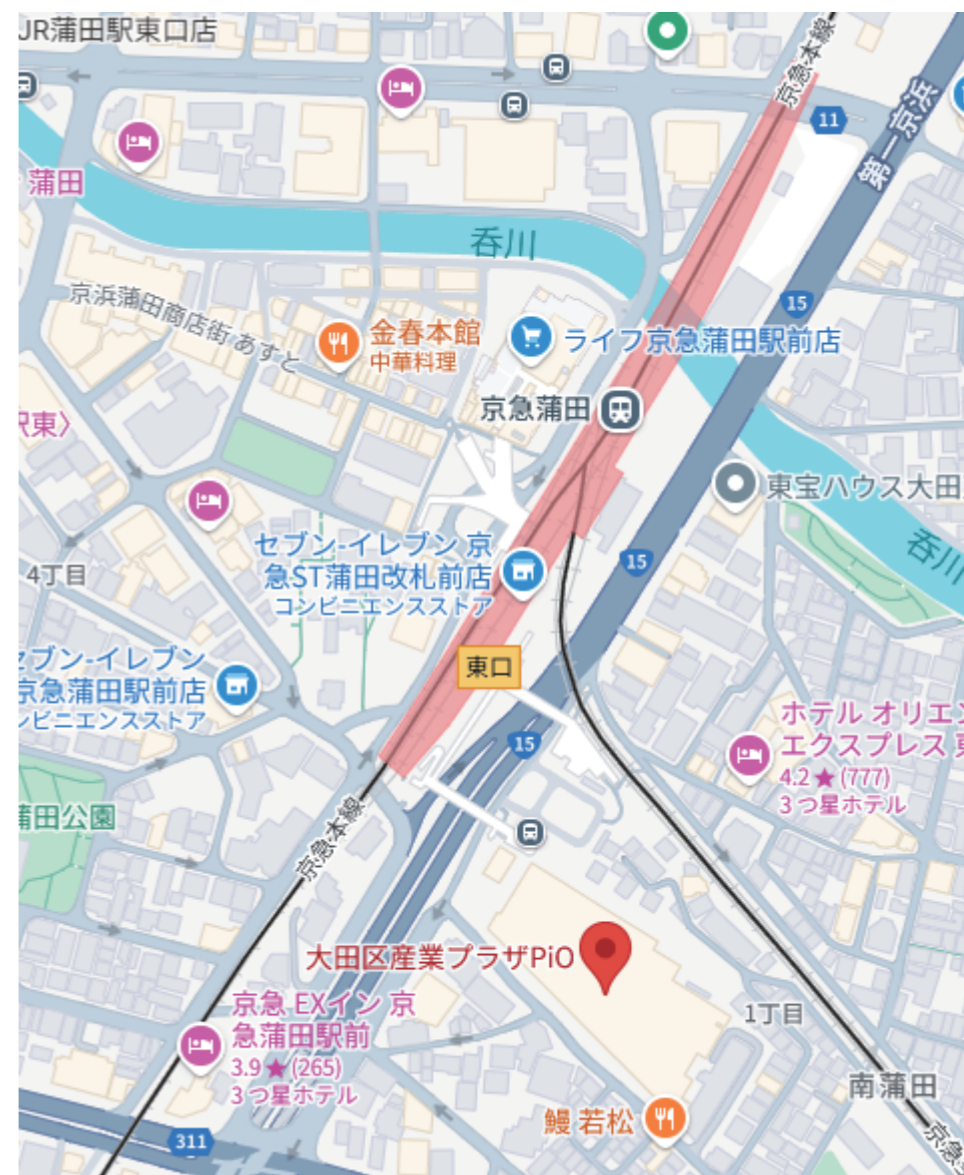 JR蒲田駅東口店
京急本線
11
第一京浜
蒲田
呑川
15
京浜蒲田商店街 あすと
金春本館
中華料理
ライフ京急蒲田駅前店
京急蒲田
駅東〉
東宝ハウス大田
セブン-イレブン 京
急ST蒲田改札前店
コンビニエンスストア
15
呑川
4丁目
セブン-イレブン
京急蒲田駅前店
ンビニエンスストア
東口
15
ホテル オリエン
エクスプレス 東
4.2★(777)
3 つ星ホテル
蒲田公園
京急本線
大田区産業プラザPiO
1丁目
京急 EXイン 京
急蒲田駅前
3.9★(265)
3 つ星ホテル
南蒲田
鰻 若松
311
京急